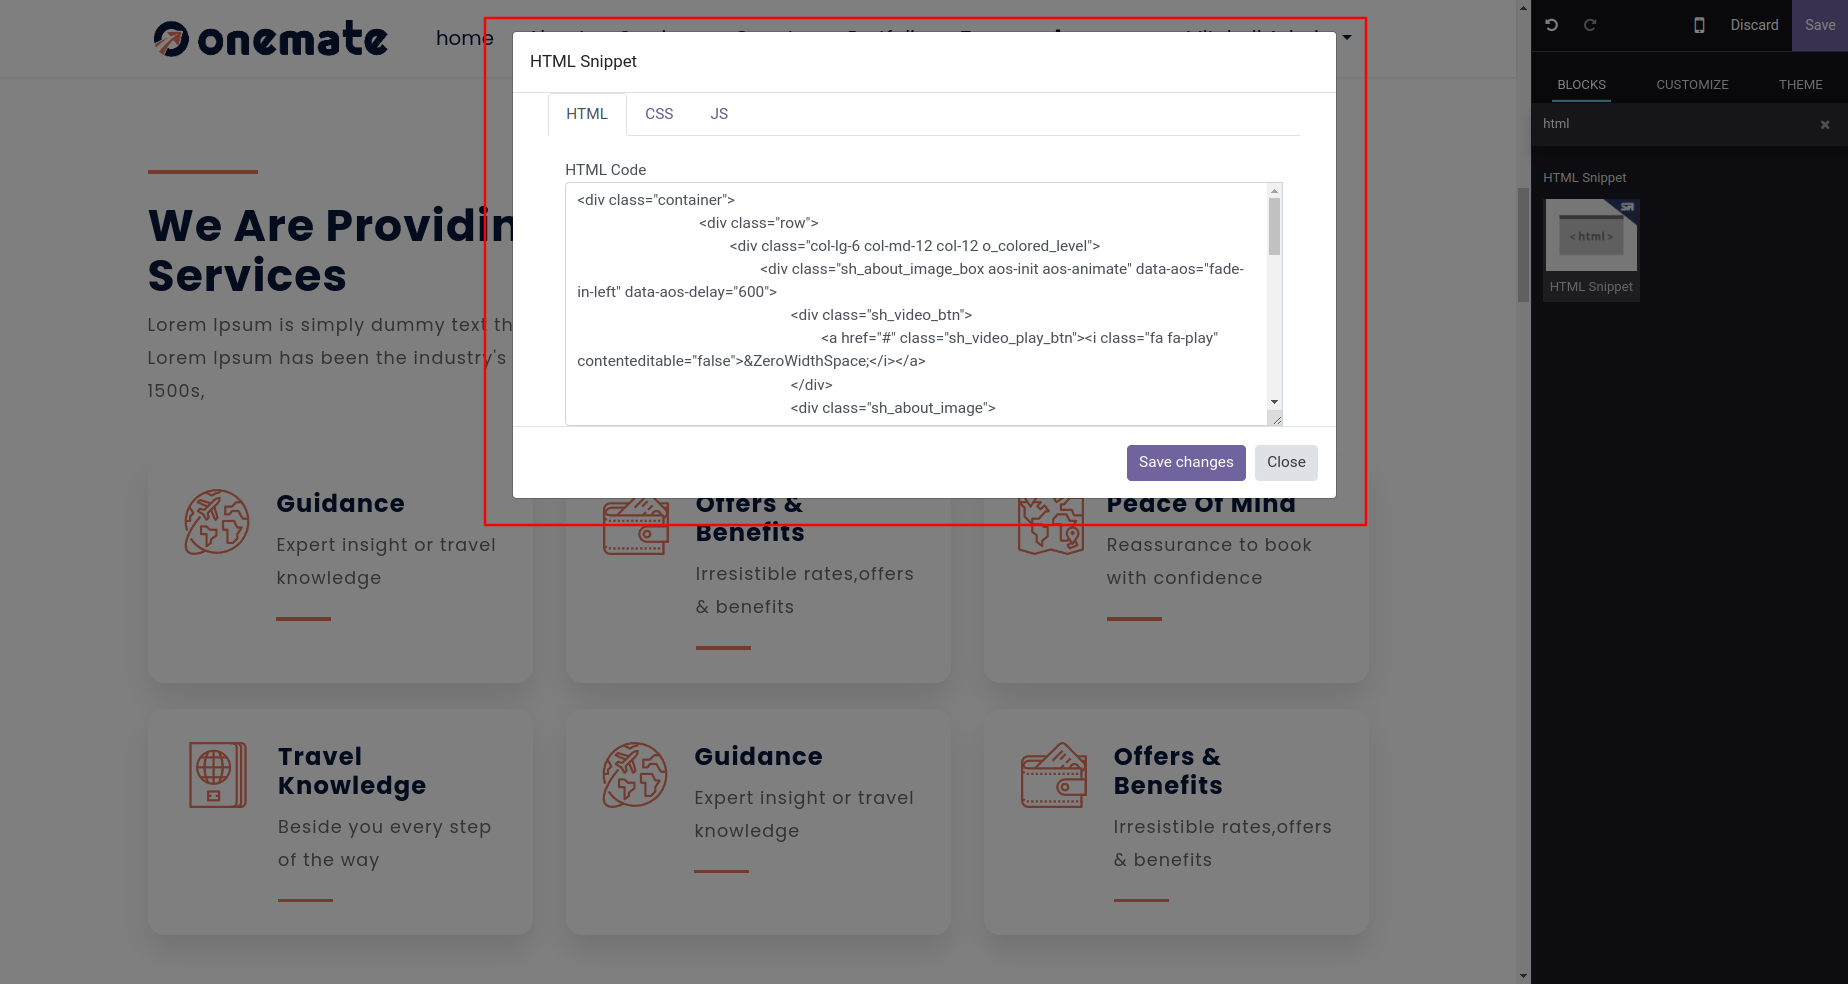 onemate
home
Discard
Save
BLOCKS
CUSTOMIZE
THEME
html
HTML Snippet
SR
<html>
HTML Snippet
HTML Snippet
HTML
CSS
JS
HTML Code
<div class="container">
<div class="row">
<div class="col-lg-6 col-md-12 col-12 o_colored_level">
<div class="sh_about_image_box aos-init aos-animate" data-aos="fade-
in-left" data-aos-delay="600">
<div class="sh_video_btn">
<a href="#" class="sh_video_play_btn"><i class="fa fa-play"
contenteditable="false">&ZeroWidthSpace;</i></a>
</div>
<div class="sh_about_image">
Save changes
Close
We Are Providin
Services
Lorem Ipsum is simply dummy text th
Lorem Ipsum has been the industry's
1500s,
Guidance
Expert insight or travel
knowledge
Offers &
Benefits
Irresistible rates,offers
& benefits
Peace Of Mind
Reassurance to book
with confidence
Travel
Knowledge
Beside you every step
of the way
Guidance
Expert insight or travel
knowledge
Offers &
Benefits
Irresistible rates,offers
& benefits